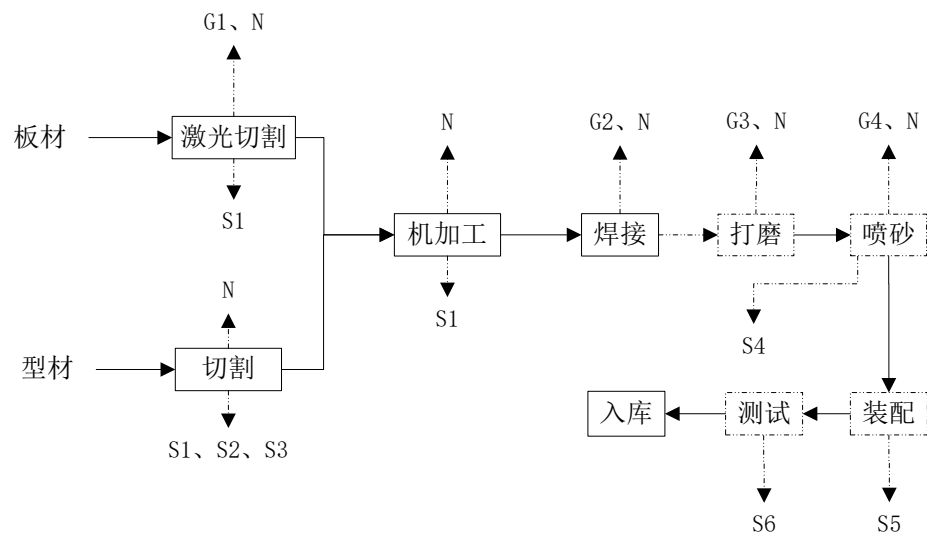 G1、N
板材
激光切割
S1
N
G2、N
G3、N
G4、N
机加工
焊接
打磨
喷砂
S1
S4
N
型材
切割
S1、S2、S3
入库
测试
装配
S6
S5